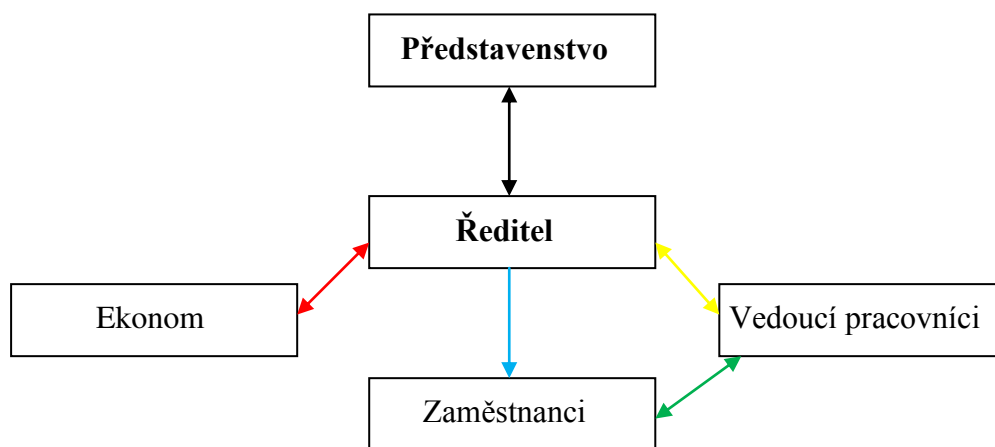 Představenstvo
Ředitel
Ekonom
Vedoucí pracovníci
Zaměstnanci